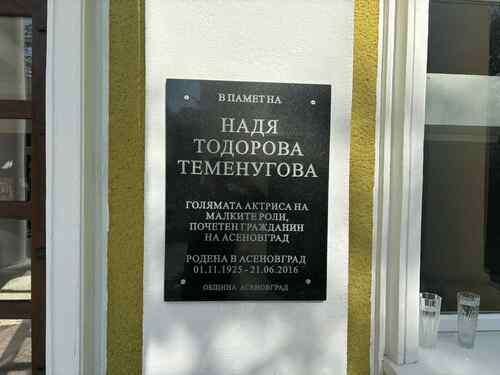 В ПАМЕТ НА
НАДЯ
ТОДОРОВА
ТЕМЕНУГОВА
ГОЛЯМАТА АКТРИСА НА
МАЛКИТЕ РОЛИ,
ПОЧЕТЕН ГРАЖДАНИН
НА АСЕНОВГРАД
РОДЕНА В АСЕНОВГРАД
01.11.1925 - 21.06.2016
ОБЩИНА АСЕНОВГРАД